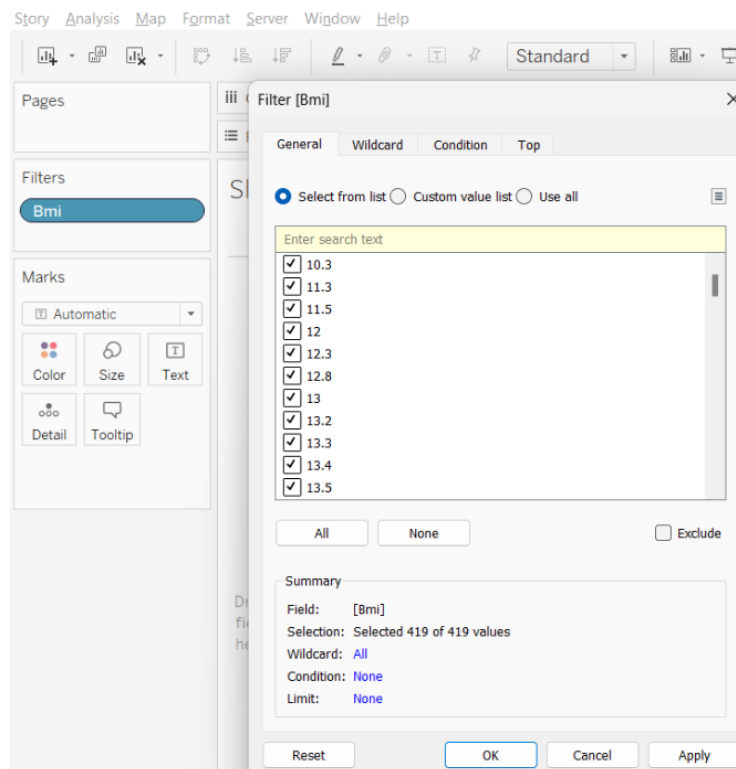 Story Analysis Map Format Server Window Help
Standard
Pages
Filter [Bmi]
General Wildcard Condition Top
Filters
Bmi
Select from list Custom value list Use all
Enter search text
10.3
11.3
11.5
12
12.3
12.8
13
13.2
13.3
13.4
13.5
Marks
Automatic
Color Size Text
Detail Tooltip
All None Exclude
Summary
Field: [Bmi]
Selection: Selected 419 of 419 values
Wildcard: All
Condition: None
Limit: None
Reset OK Cancel Apply